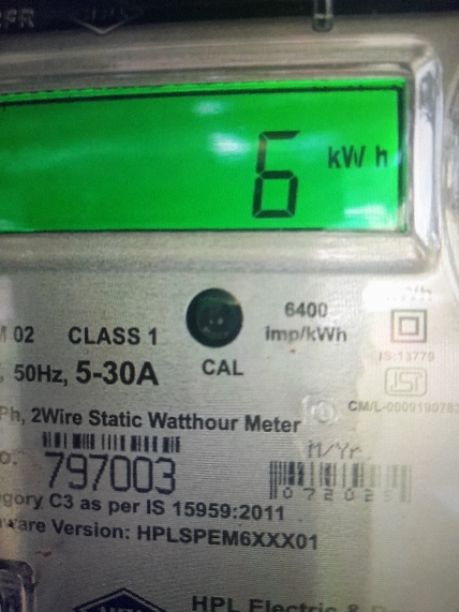 6 kWh
6400
imp/kWh
02 CLASS 1
50Hz, 5-30A
CAL
IS:13779
Ph, 2Wire Static Watthour Meter
M/Yr
797003
072025
gory C3 as per IS 15959:2011
ware Version: HPLSPEM6XXX01
HPL Electric &